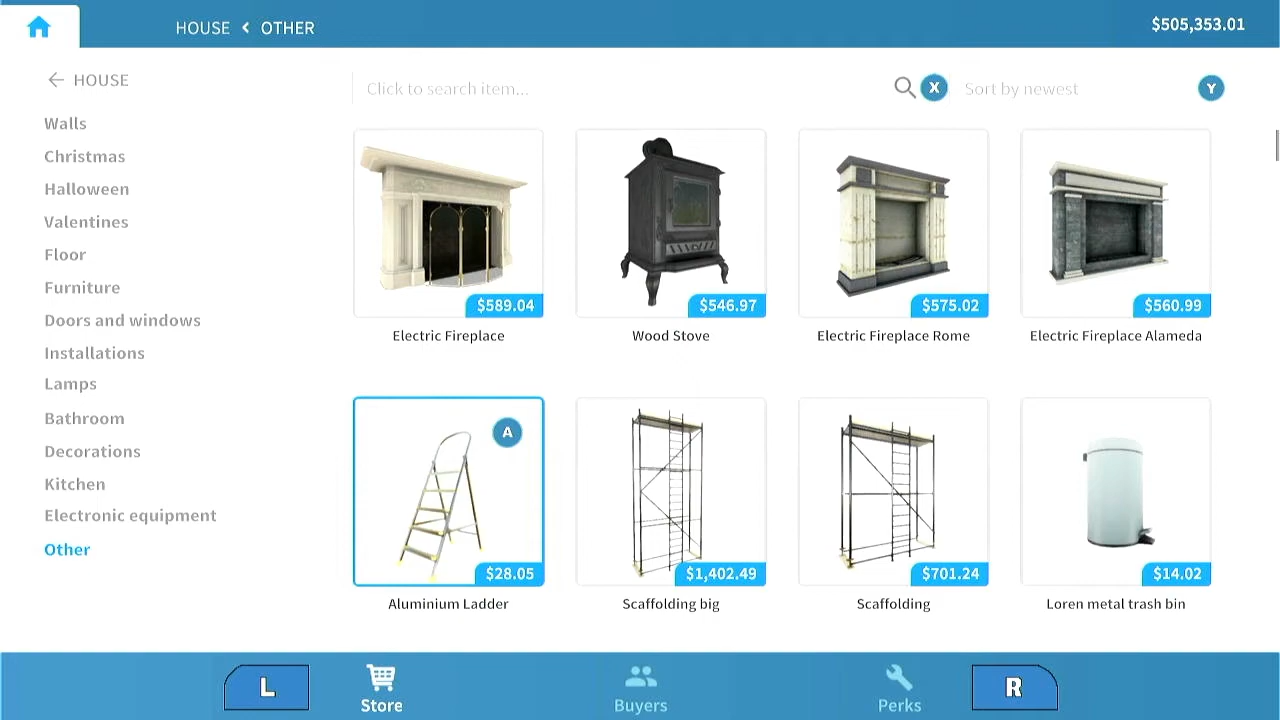 HOUSE < OTHER
$505,353.01
HOUSE
Click to search item...
X
Sort by newest
Y
Walls
Christmas
Halloween
Valentines
Floor
Furniture
Doors and windows
Installations
Lamps
Bathroom
Decorations
Kitchen
Electronic equipment
Other
$589.04
$546.97
$575.02
$560.99
Electric Fireplace
Wood Stove
Electric Fireplace Rome
Electric Fireplace Alameda
A
$28.05
$1,402.49
$701.24
$14.02
Aluminium Ladder
Scaffolding big
Scaffolding
Loren metal trash bin
L
Store
Buyers
Perks
R